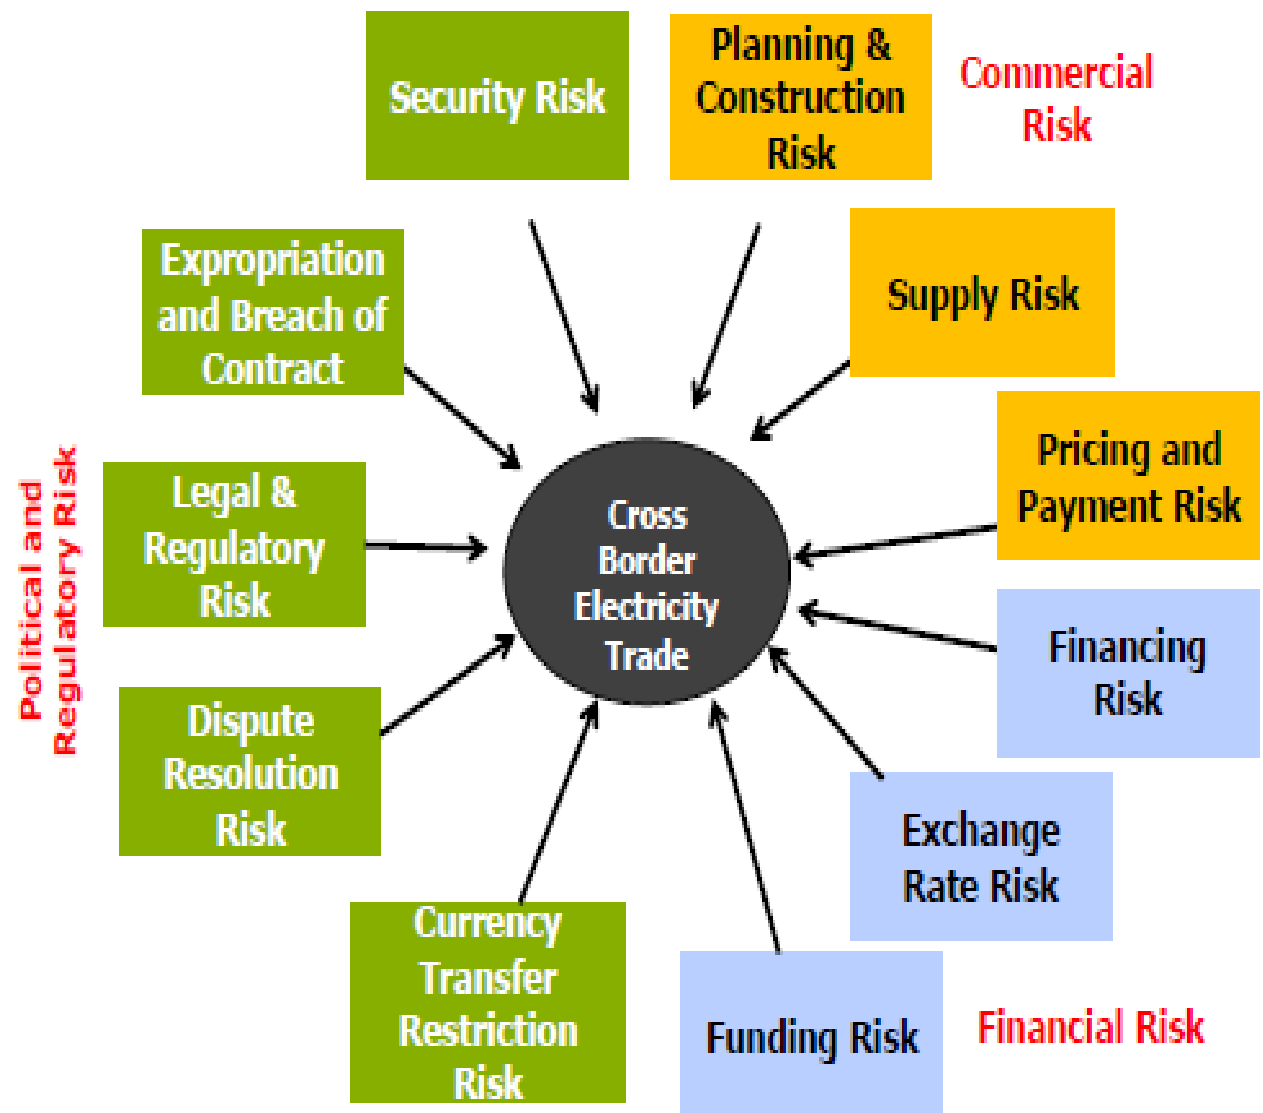 Security Risk
Planning &
Construction
Risk
Commercial
Risk
Expropriation
and Breach of
Contract
Supply Risk
Pricing and
Payment Risk
Political and
Regulatory Risk
Legal &
Regulatory
Risk
Cross
Border
Electricity
Trade
Financing
Risk
Dispute
Resolution
Risk
Exchange
Rate Risk
Currency
Transfer
Restriction
Risk
Funding Risk
Financial Risk